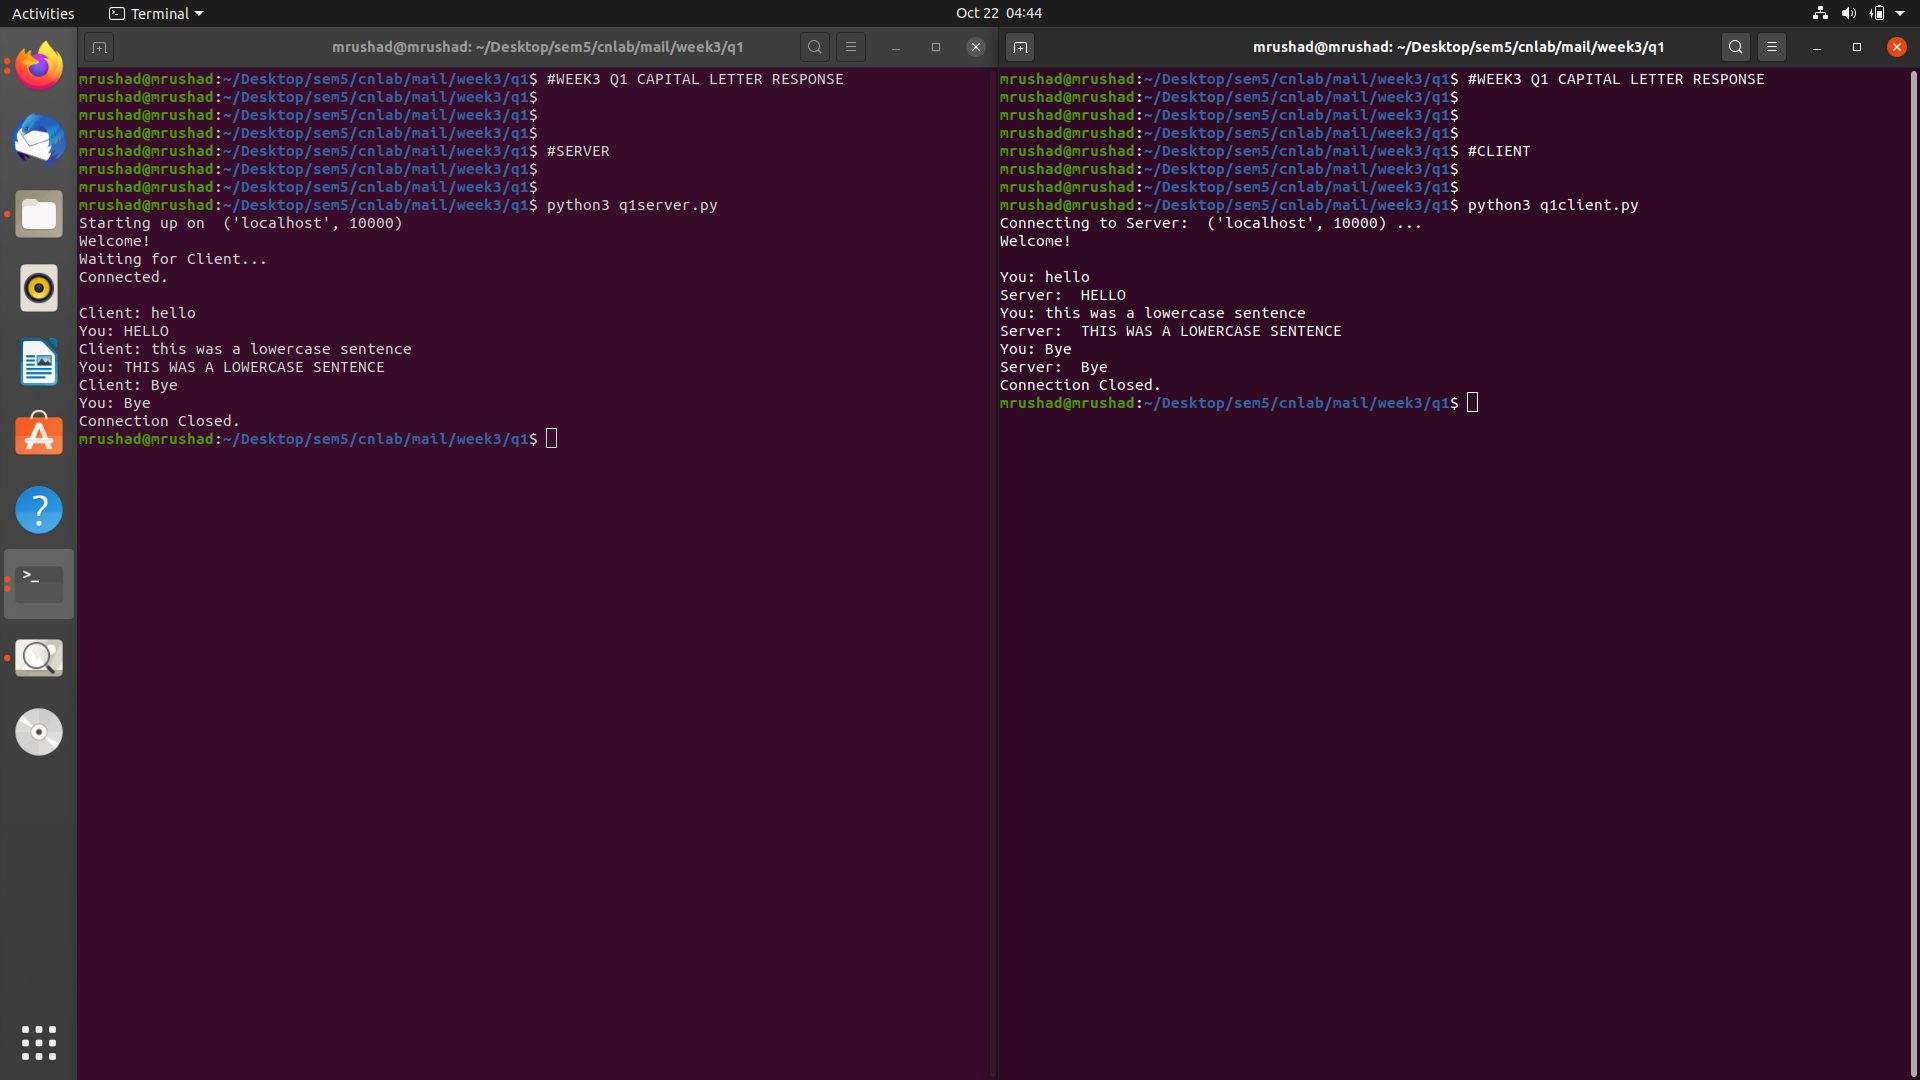 Activities
Terminal
Oct 22 04:44
mrushad@mrushad: ~/Desktop/sem5/cnlab/mail/week3/q1
mrushad@mrushad:~/Desktop/sem5/cnlab/mail/week3/q1$ #WEEK3 Q1 CAPITAL LETTER RESPONSE
mrushad@mrushad:~/Desktop/sem5/cnlab/mail/week3/q1$
mrushad@mrushad:~/Desktop/sem5/cnlab/mail/week3/q1$
mrushad@mrushad:~/Desktop/sem5/cnlab/mail/week3/q1$
mrushad@mrushad:~/Desktop/sem5/cnlab/mail/week3/q1$ #SERVER
mrushad@mrushad:~/Desktop/sem5/cnlab/mail/week3/q1$
mrushad@mrushad:~/Desktop/sem5/cnlab/mail/week3/q1$
mrushad@mrushad:~/Desktop/sem5/cnlab/mail/week3/q1$ python3 q1server.py
Starting up on  ('localhost', 10000)
Welcome!
Waiting for Client...
Connected.
Client: hello
You: HELLO
Client: this was a lowercase sentence
You: THIS WAS A LOWERCASE SENTENCE
Client: Bye
You: Bye
Connection Closed.
mrushad@mrushad:~/Desktop/sem5/cnlab/mail/week3/q1$
mrushad@mrushad: ~/Desktop/sem5/cnlab/mail/week3/q1
mrushad@mrushad:~/Desktop/sem5/cnlab/mail/week3/q1$ #WEEK3 Q1 CAPITAL LETTER RESPONSE
mrushad@mrushad:~/Desktop/sem5/cnlab/mail/week3/q1$
mrushad@mrushad:~/Desktop/sem5/cnlab/mail/week3/q1$
mrushad@mrushad:~/Desktop/sem5/cnlab/mail/week3/q1$
mrushad@mrushad:~/Desktop/sem5/cnlab/mail/week3/q1$ #CLIENT
mrushad@mrushad:~/Desktop/sem5/cnlab/mail/week3/q1$
mrushad@mrushad:~/Desktop/sem5/cnlab/mail/week3/q1$
mrushad@mrushad:~/Desktop/sem5/cnlab/mail/week3/q1$ python3 q1client.py
Connecting to Server:  ('localhost', 10000) ...
Welcome!
You: hello
Server:  HELLO
You: this was a lowercase sentence
Server:  THIS WAS A LOWERCASE SENTENCE
You: Bye
Server:  Bye
Connection Closed.
mrushad@mrushad:~/Desktop/sem5/cnlab/mail/week3/q1$